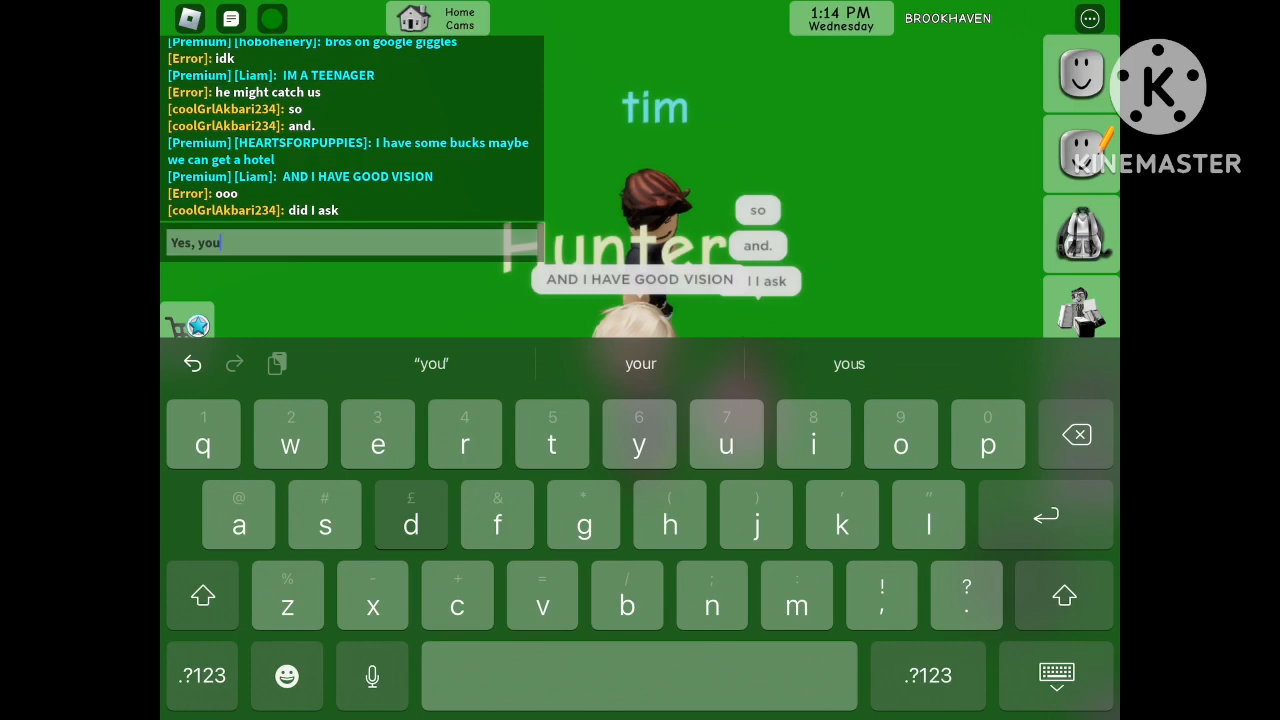 Home
Cams
1:14 PM
Wednesday
BROOKHAVEN
[Premium] [hobohenery]: bros on google giggles
[Error]: idk
[Premium] [Liam]: IM A TEENAGER
[Error]: he might catch us
[coolGrlAkbari234]: so
[coolGrlAkbari234]: and.
[Premium] [HEARTSFORPUPPIES]: I have some bucks maybe
we can get a hotel
[Premium] [Liam]: AND I HAVE GOOD VISION
[Error]: ooo
[coolGrlAkbari234]: did I ask
Yes, you
tim
Hunter
so
and.
AND I HAVE GOOD VISION
I ask
K
KINEMASTER
“you”
your
yous
1 2 3 4 5 6 7 8 9 0
q w e r t y u i o p
@ # £ & * ( ) ' "
a s d f g h j k l
% - + = / ; : ! ?
z x c v b n m , .
.?123
.?123